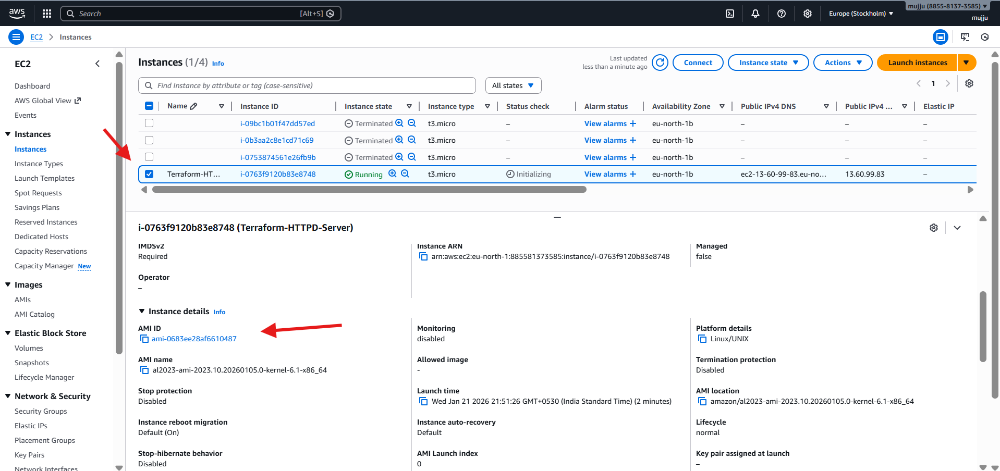 aws
Search [Alt+S]
Europe (Stockholm)
mujju (8855-8137-3585)
mujju
EC2 Instances
EC2
Dashboard
AWS Global View
Events
Instances
Instances
Instance Types
Launch Templates
Spot Requests
Savings Plans
Reserved Instances
Dedicated Hosts
Capacity Reservations
Capacity Manager New
Images
AMIs
AMI Catalog
Elastic Block Store
Volumes
Snapshots
Lifecycle Manager
Network & Security
Security Groups
Elastic IPs
Placement Groups
Key Pairs
Network Interfaces
Instances (1/4) Info
Last updated
less than a minute ago
Connect
Instance state
Actions
Launch instances
Find Instance by attribute or tag (case-sensitive)
All states
1
Name Instance ID Instance state Instance type Status check Alarm status Availability Zone Public IPv4 DNS Public IPv4 ... Elastic IP
i-09bc1b01f47dd57ed Terminated t3.micro – View alarms + eu-north-1b – – –
i-0b3aa2c8e1cd71c69 Terminated t3.micro – View alarms + eu-north-1b – – –
i-0753874561e26fb9b Terminated t3.micro – View alarms + eu-north-1b – – –
Terraform-HT... i-0763f9120b83e8748 Running t3.micro Initializing View alarms + eu-north-1b ec2-13-60-99-83.eu-no... 13.60.99.83 –
i-0763f9120b83e8748 (Terraform-HTTPD-Server)
IMDSv2
Required
Instance ARN
arn:aws:ec2:eu-north-1:885581373585:instance/i-0763f9120b83e8748
Managed
false
Operator
–
Instance details Info
AMI ID
ami-0683ee28af6610487
Monitoring
disabled
Platform details
Linux/UNIX
AMI name
al2023-ami-2023.10.20260105.0-kernel-6.1-x86_64
Allowed image
-
Termination protection
Disabled
Stop protection
Disabled
Launch time
Wed Jan 21 2026 21:51:26 GMT+0530 (India Standard Time) (2 minutes)
AMI location
amazon/al2023-ami-2023.10.20260105.0-kernel-6.1-x86_64
Instance reboot migration
Default (On)
Instance auto-recovery
Default
Lifecycle
normal
Stop-hibernate behavior
Disabled
AMI Launch index
0
Key pair assigned at launch
–